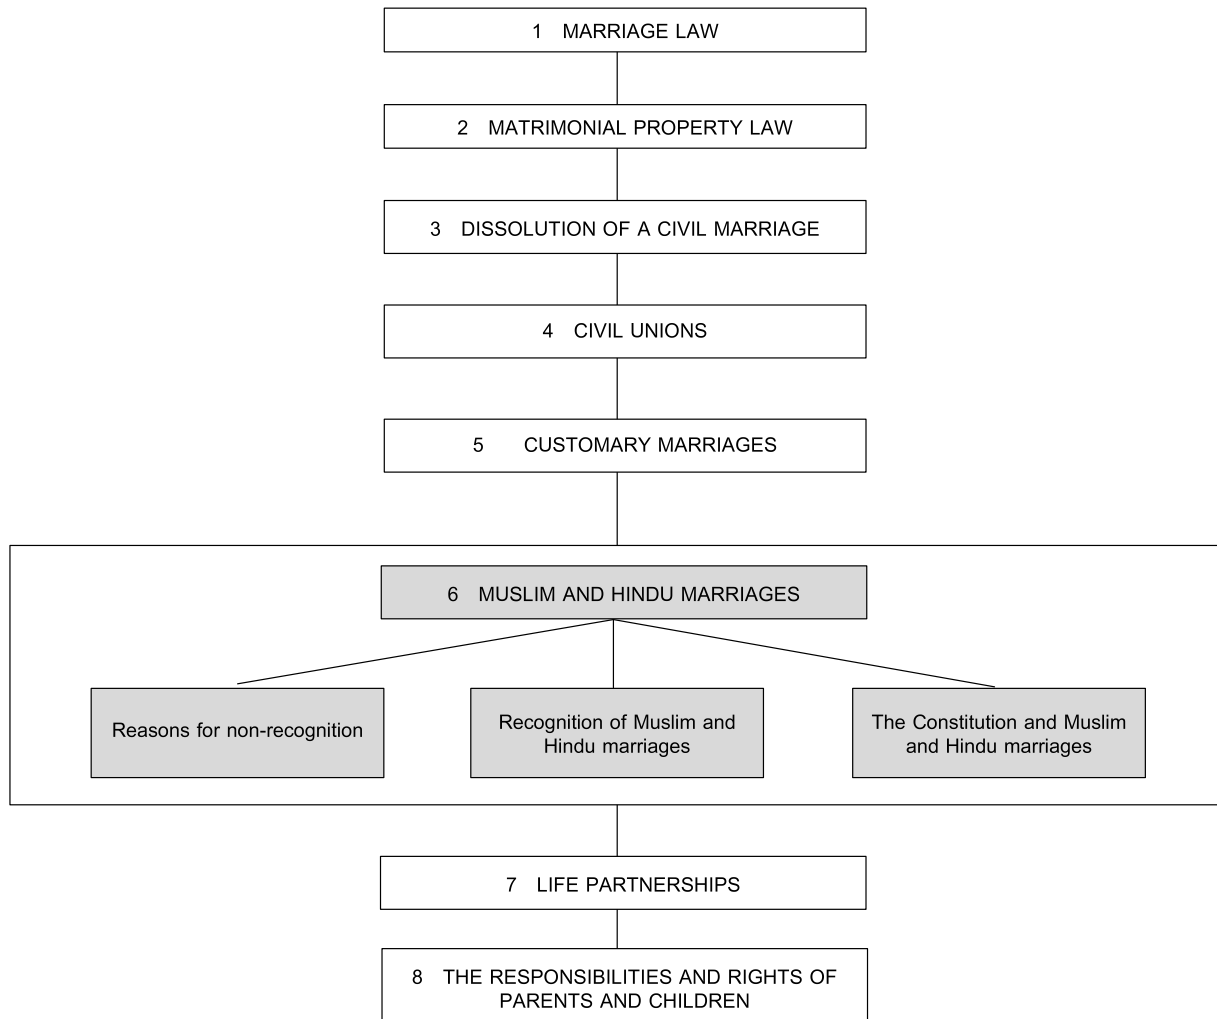 1 MARRIAGE LAW
2 MATRIMONIAL PROPERTY LAW
3 DISSOLUTION OF A CIVIL MARRIAGE
4 CIVIL UNIONS
5 CUSTOMARY MARRIAGES
6 MUSLIM AND HINDU MARRIAGES
Reasons for non-recognition
Recognition of Muslim and
Hindu marriages
The Constitution and Muslim
and Hindu marriages
7 LIFE PARTNERSHIPS
8 THE RESPONSIBILITIES AND RIGHTS OF
PARENTS AND CHILDREN